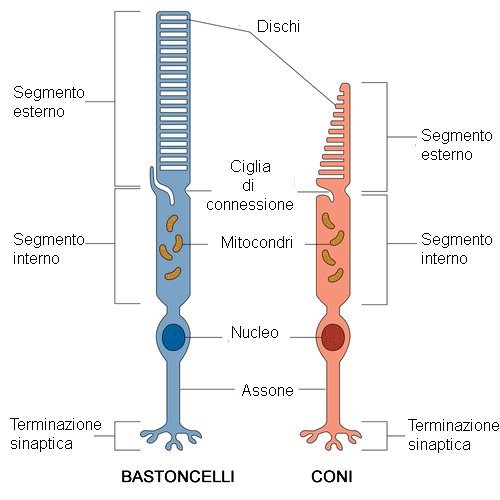 Dischi
Segmento
esterno
Segmento
esterno
Ciglia
di
connessione
Segmento
interno
Mitocondri
Segmento
interno
Nucleo
Assone
Terminazione
sinaptica
Terminazione
sinaptica
BASTONCELLI
CONI